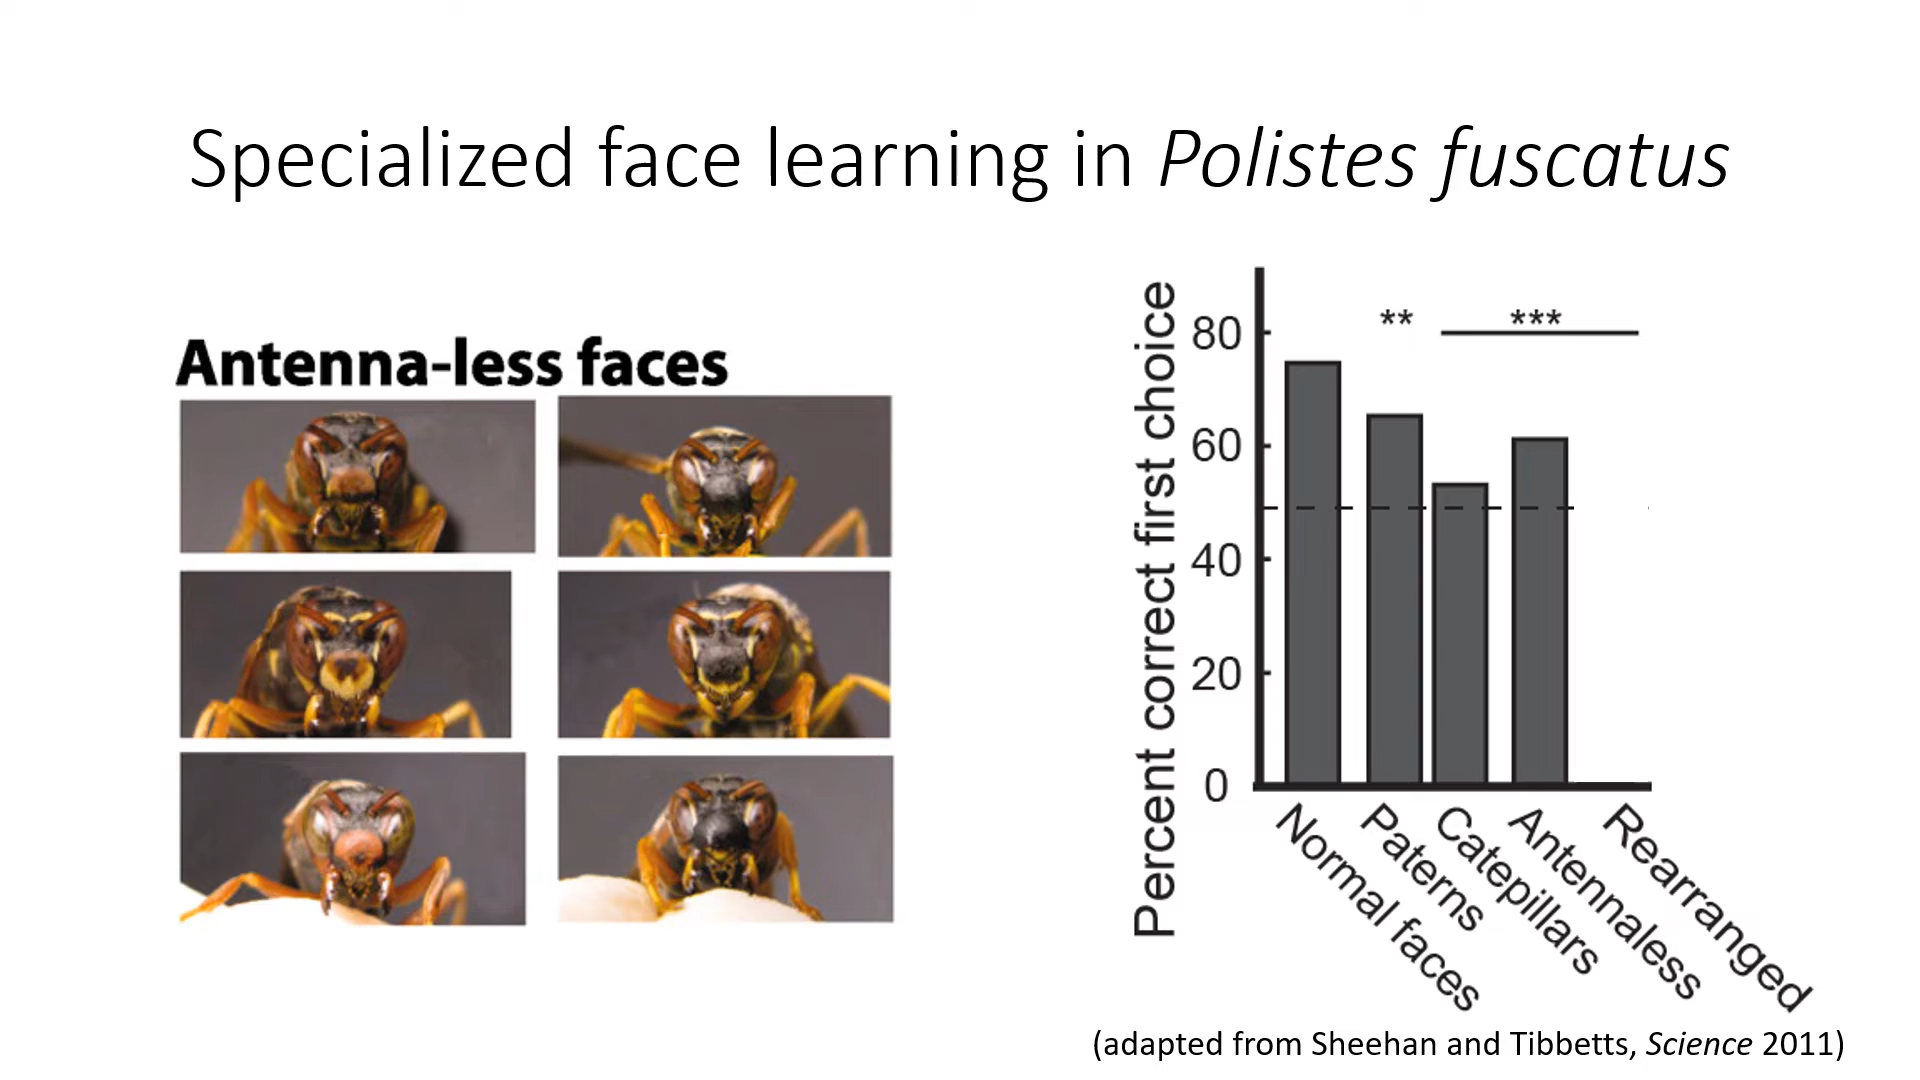 Specialized face learning in Polistes fuscatus
Antenna-less faces
Percent correct first choice
80
60
40
20
0
** ***
Normal faces
Paterns
Catepillars
Antennaless
Rearranged
(adapted from Sheehan and Tibbetts, Science 2011)